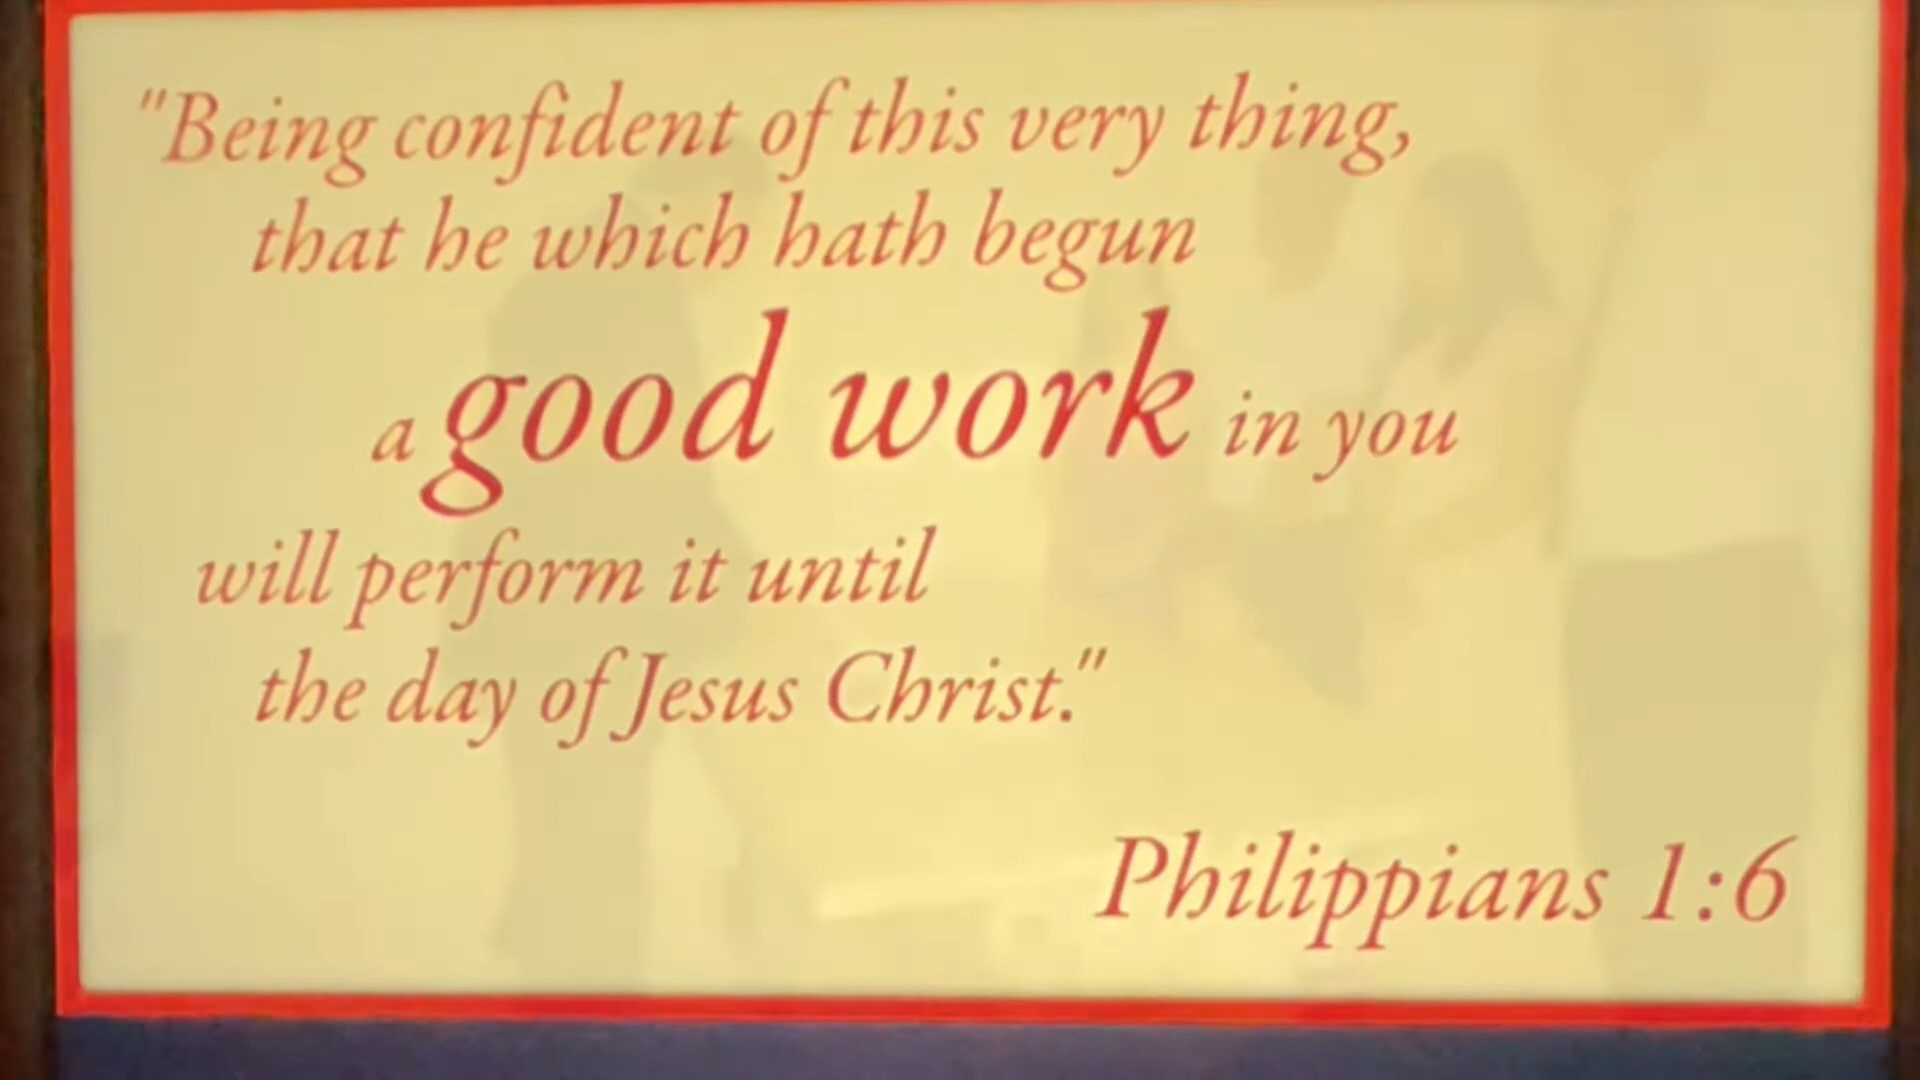 "Being confident of this very thing,
that he which hath begun
a good work in you
will perform it until
the day of Jesus Christ."
Philippians 1:6